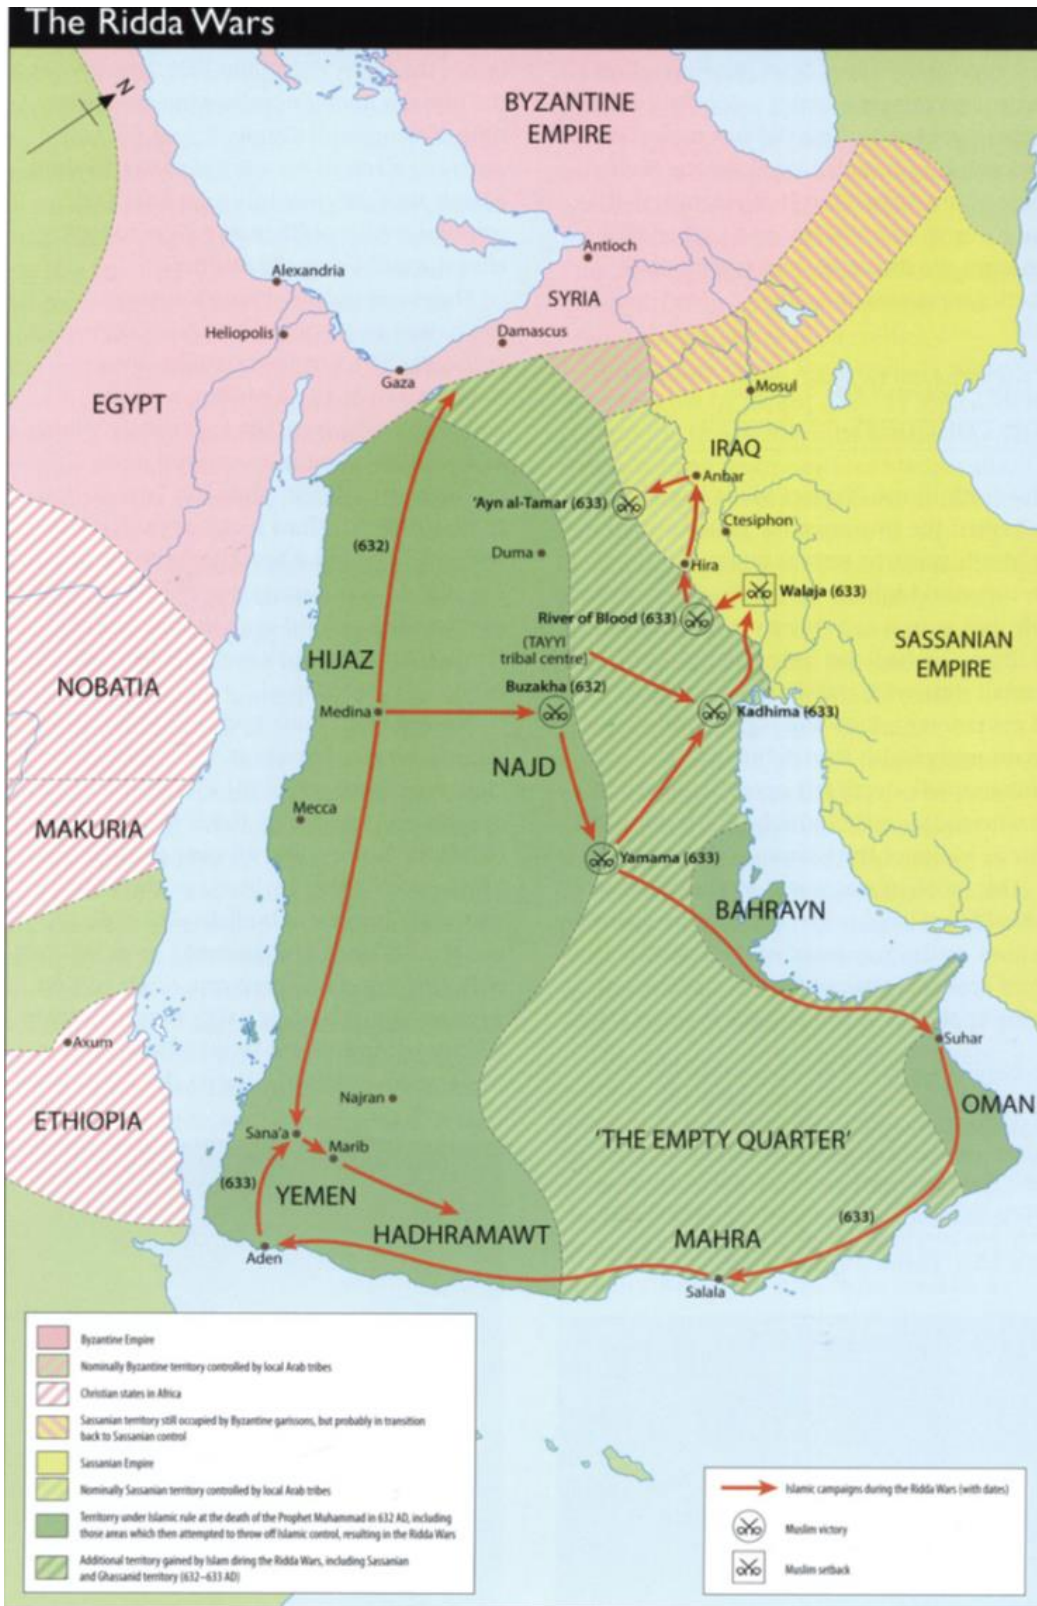 The Ridda Wars
N
BYZANTINE
EMPIRE
Antioch
Alexandria
SYRIA
Heliopolis
Damascus
Gaza
Mosul
EGYPT
IRAQ
Anbar
'Ayn al-Tamar (633)
Ctesiphon
(632)
Duma
Hira
Walaja (633)
River of Blood (633)
SASSANIAN
EMPIRE
(TAYYI
tribal centre)
HIJAZ
NOBATIA
Buzakha (632)
Medina
Kadhima (633)
NAJD
Mecca
MAKURIA
Yamama (633)
BAHRAYN
Axum
Suhar
Najran
OMAN
ETHIOPIA
Sana'a
Marib
'THE EMPTY QUARTER'
(633)
YEMEN
(633)
HADHRAMAWT
MAHRA
Aden
Salala
Byzantine Empire
Nominally Byzantine territory controlled by local Arab tribes
Christian states in Africa
Sassanian territory still occupied by Byzantine garissons, but probably in transition
back to Sassanian control
Sassanian Empire
Nominally Sassanian territory controlled by local Arab tribes
Territory under Islamic rule at the death of the Prophet Muhammad in 632 AD, including
those areas which then attempted to throw off Islamic control, resulting in the Ridda Wars
Additional territory gained by Islam diring the Ridda Wars, including Sassanian
and Ghassanid territory (632–633 AD)
Islamic campaigns during the Ridda Wars (with dates)
Muslim victory
Muslim setback